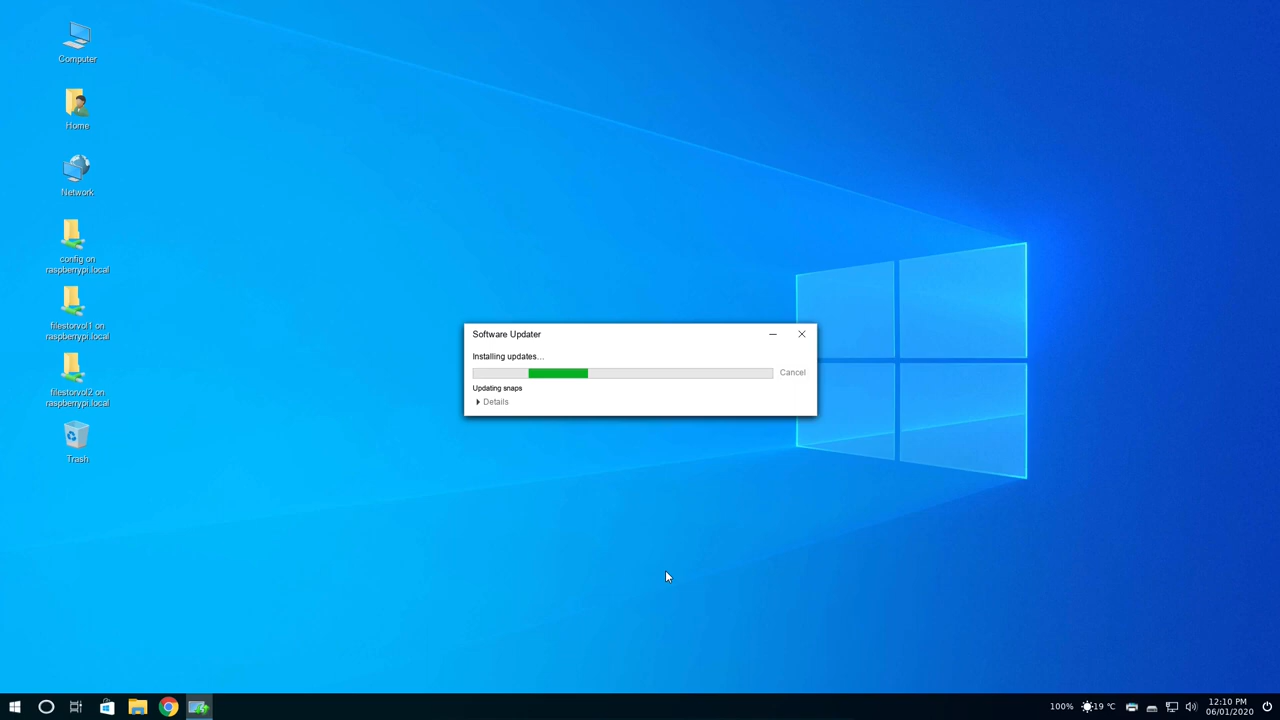 Computer
Home
Network
config on
raspberrypi.local
filestorvol1 on
raspberrypi.local
filestorvol2 on
raspberrypi.local
Trash
Software Updater
Installing updates…
Cancel
Updating snaps
Details
100%
19 °C
12:10 PM
06/01/2020